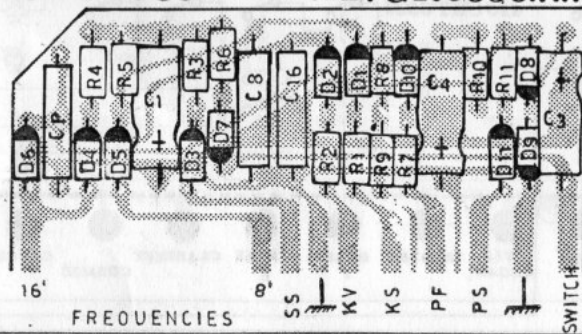 R4 R5 C1 R3 R6 C8 C16 D2 D1 R8 D10 C4 R10 R11 D8 C3
D6 CP D4 D5 D3 D7 R2 R1 R9 R7 D11 D9
16' 8' SS KV KS PF PS SWITCH
FREQUENCIES